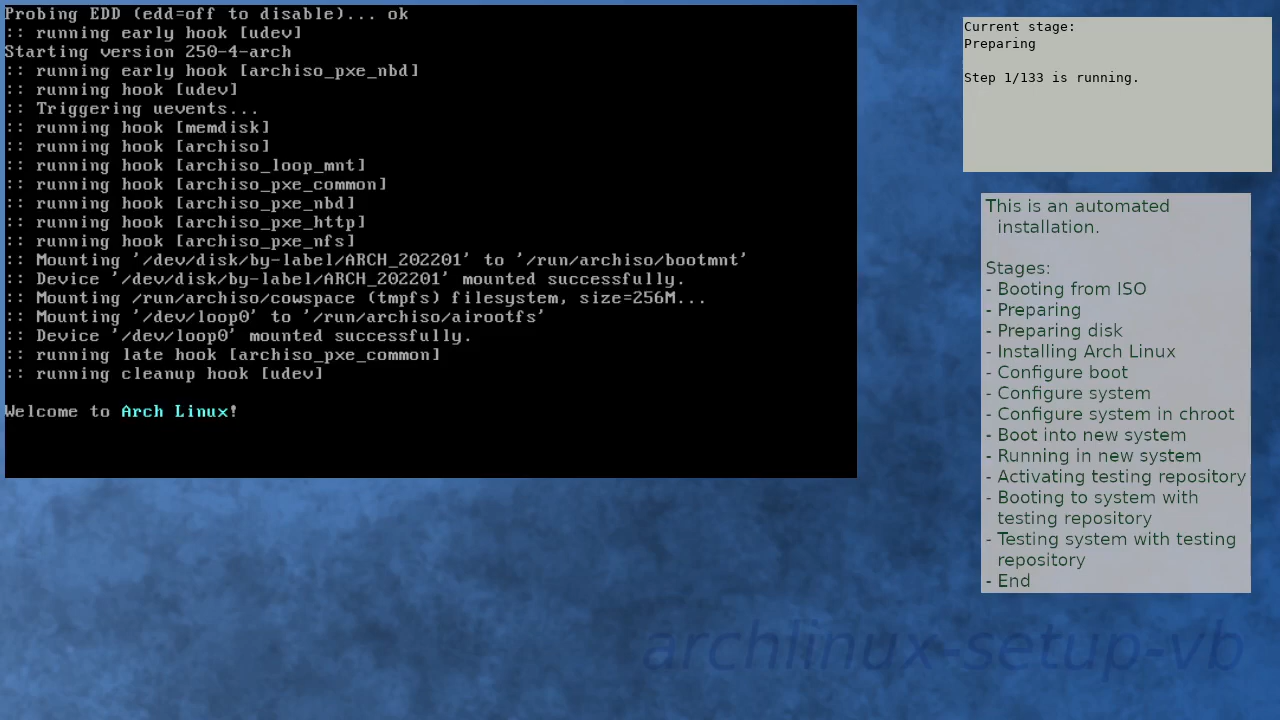 Probing EDD (edd=off to disable)... ok
:: running early hook [udev]
Starting version 250-4-arch
:: running early hook [archiso_pxe_nbd]
:: running hook [udev]
:: Triggering uevents...
:: running hook [memdisk]
:: running hook [archiso]
:: running hook [archiso_loop_mnt]
:: running hook [archiso_pxe_common]
:: running hook [archiso_pxe_nbd]
:: running hook [archiso_pxe_http]
:: running hook [archiso_pxe_nfs]
:: Mounting '/dev/disk/by-label/ARCH_202201' to '/run/archiso/bootmnt'
:: Device '/dev/disk/by-label/ARCH_202201' mounted successfully.
:: Mounting /run/archiso/cowspace (tmpfs) filesystem, size=256M...
:: Mounting '/dev/loop0' to '/run/archiso/airootfs'
:: Device '/dev/loop0' mounted successfully.
:: running late hook [archiso_pxe_common]
:: running cleanup hook [udev]
Welcome to Arch Linux!
Current stage:
Preparing
Step 1/133 is running.
This is an automated
installation.
Stages:
- Booting from ISO
- Preparing
- Preparing disk
- Installing Arch Linux
- Configure boot
- Configure system
- Configure system in chroot
- Boot into new system
- Running in new system
- Activating testing repository
- Booting to system with
testing repository
- Testing system with testing
repository
- End
archlinux-setup-vb